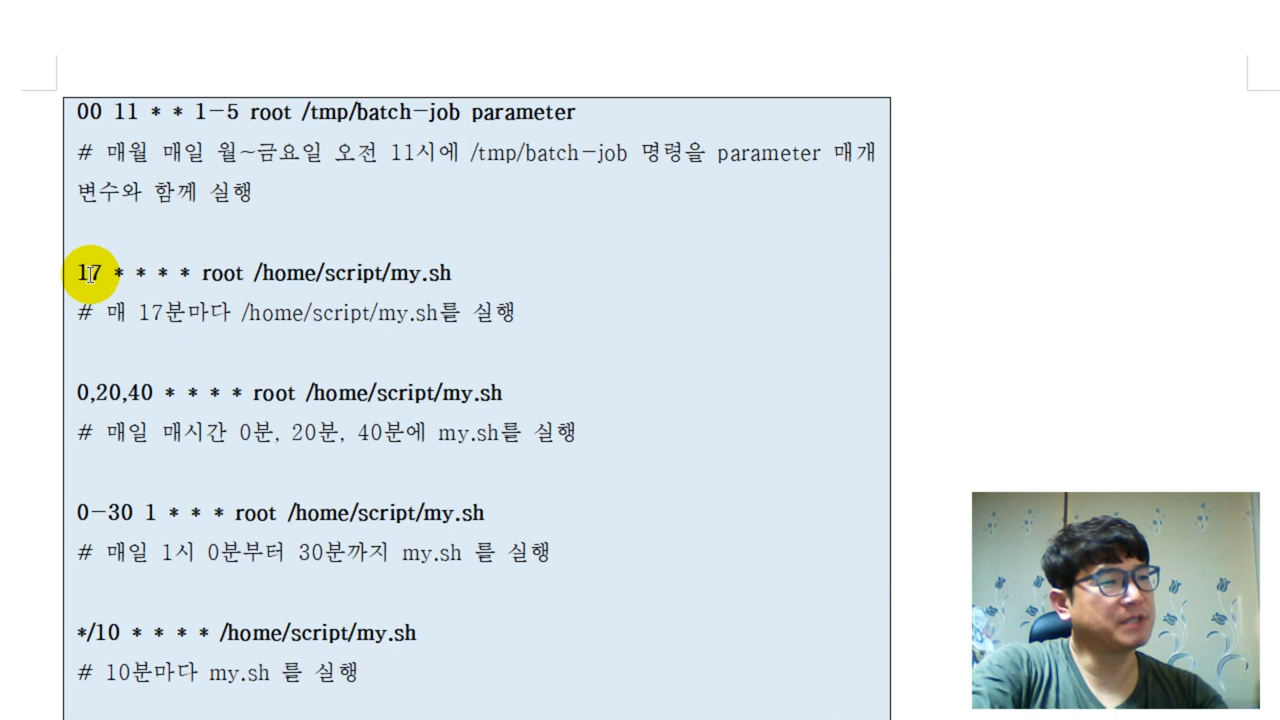 00 11 * * 1-5 root /tmp/batch-job parameter
# 매월 매일 월~금요일 오전 11시에 /tmp/batch-job 명령을 parameter 매개
변수와 함께 실행
17 * * * * root /home/script/my.sh
# 매 17분마다 /home/script/my.sh를 실행
0,20,40 * * * * root /home/script/my.sh
# 매일 매시간 0분, 20분, 40분에 my.sh를 실행
0-30 1 * * * root /home/script/my.sh
# 매일 1시 0분부터 30분까지 my.sh 를 실행
*/10 * * * * /home/script/my.sh
# 10분마다 my.sh 를 실행